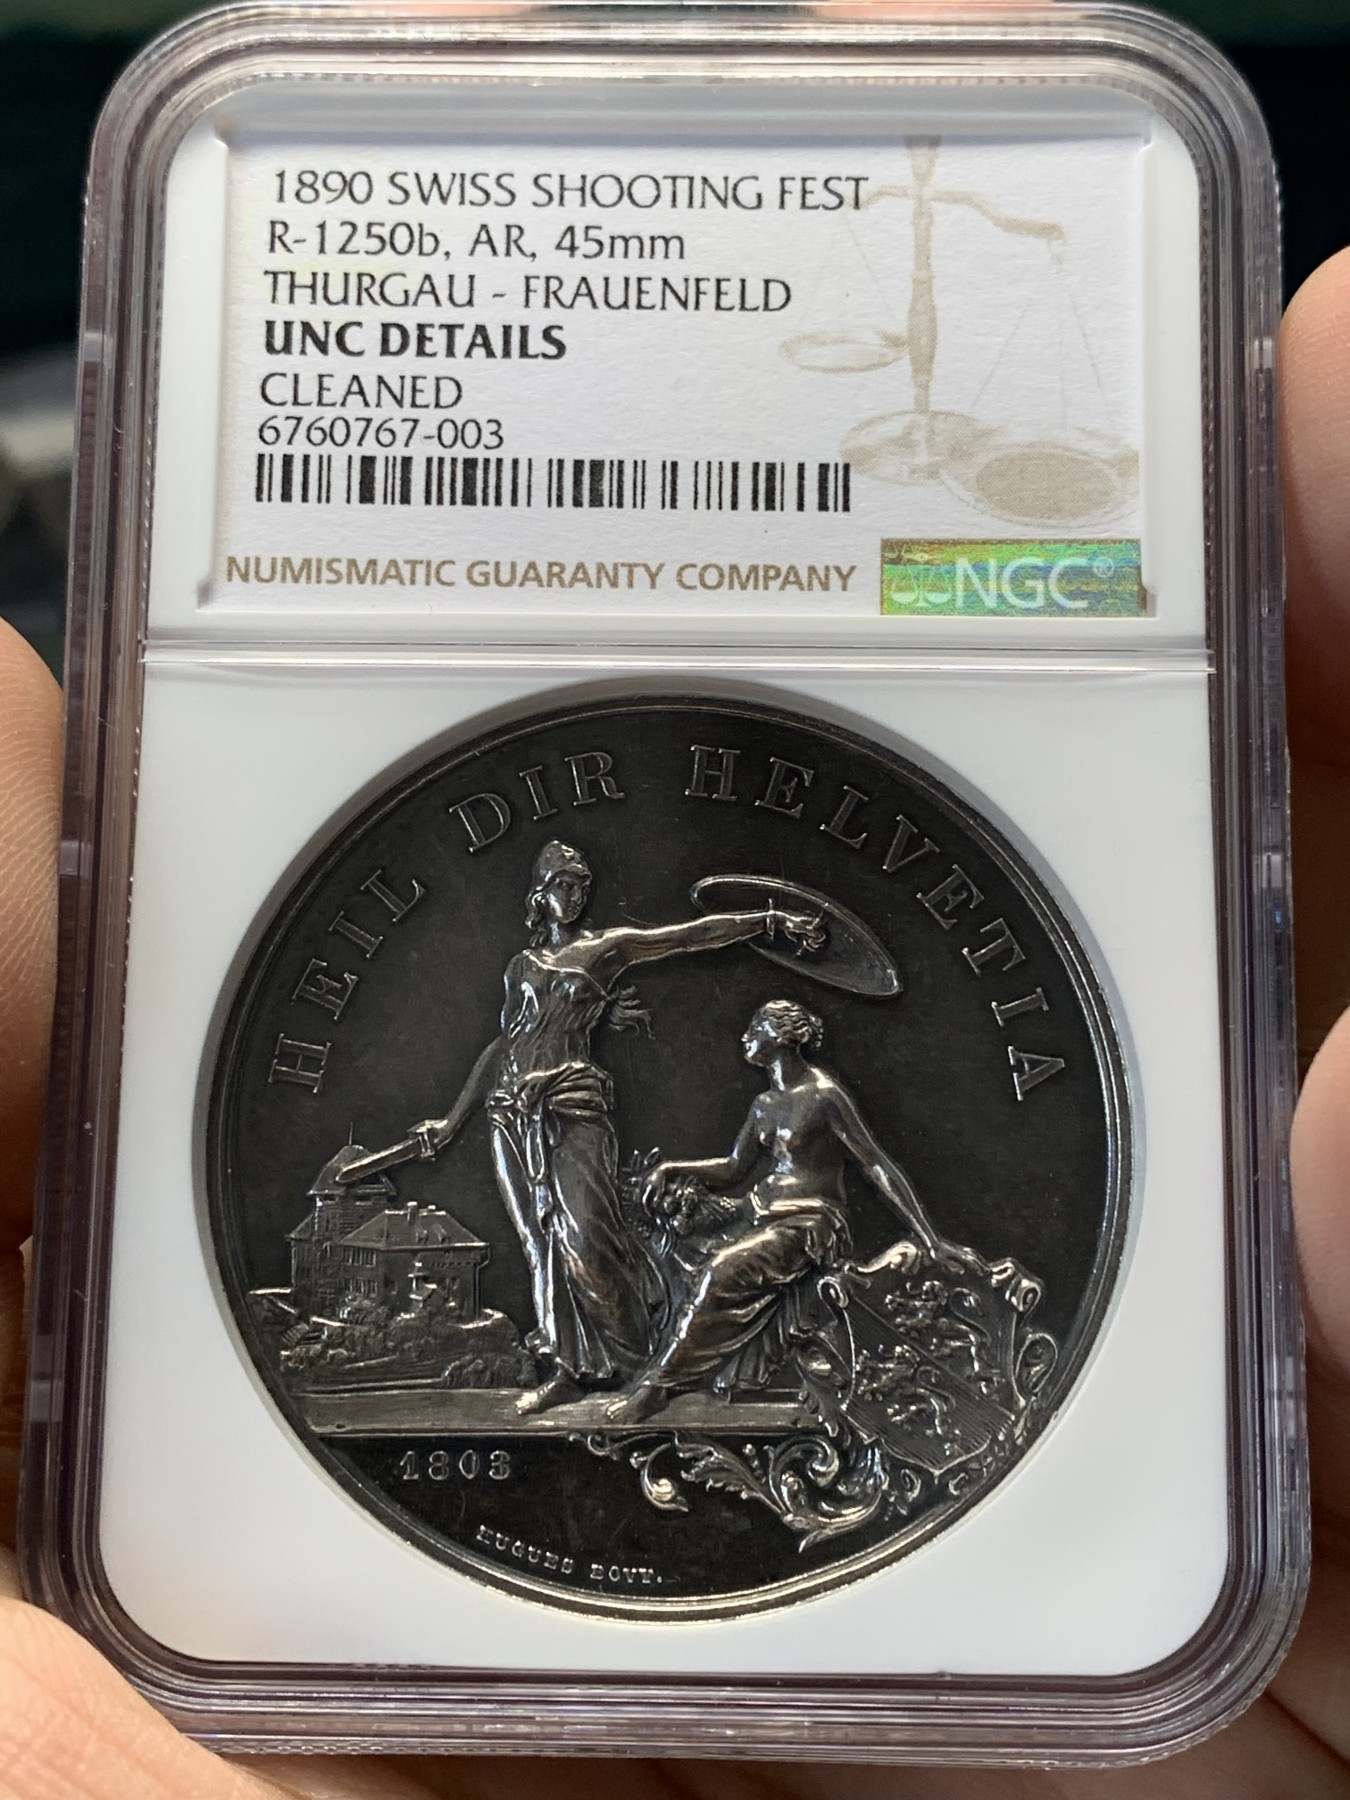 1890 SWISS SHOOTING FEST
R-1250b, AR, 45mm
THURGAU - FRAUENFELD
UNC DETAILS
CLEANED
6760767-003
NUMISMATIC GUARANTY COMPANY
NGC®
HEIL DIR HELVETIA
1803
HUGUES BOVY.